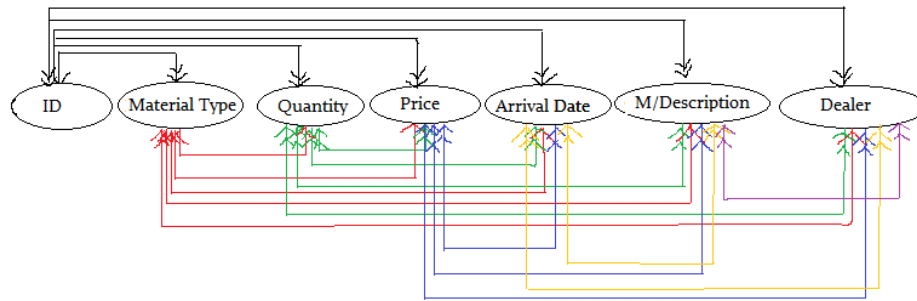 ID
Material Type
Quantity
Price
Arrival Date
M/Description
Dealer